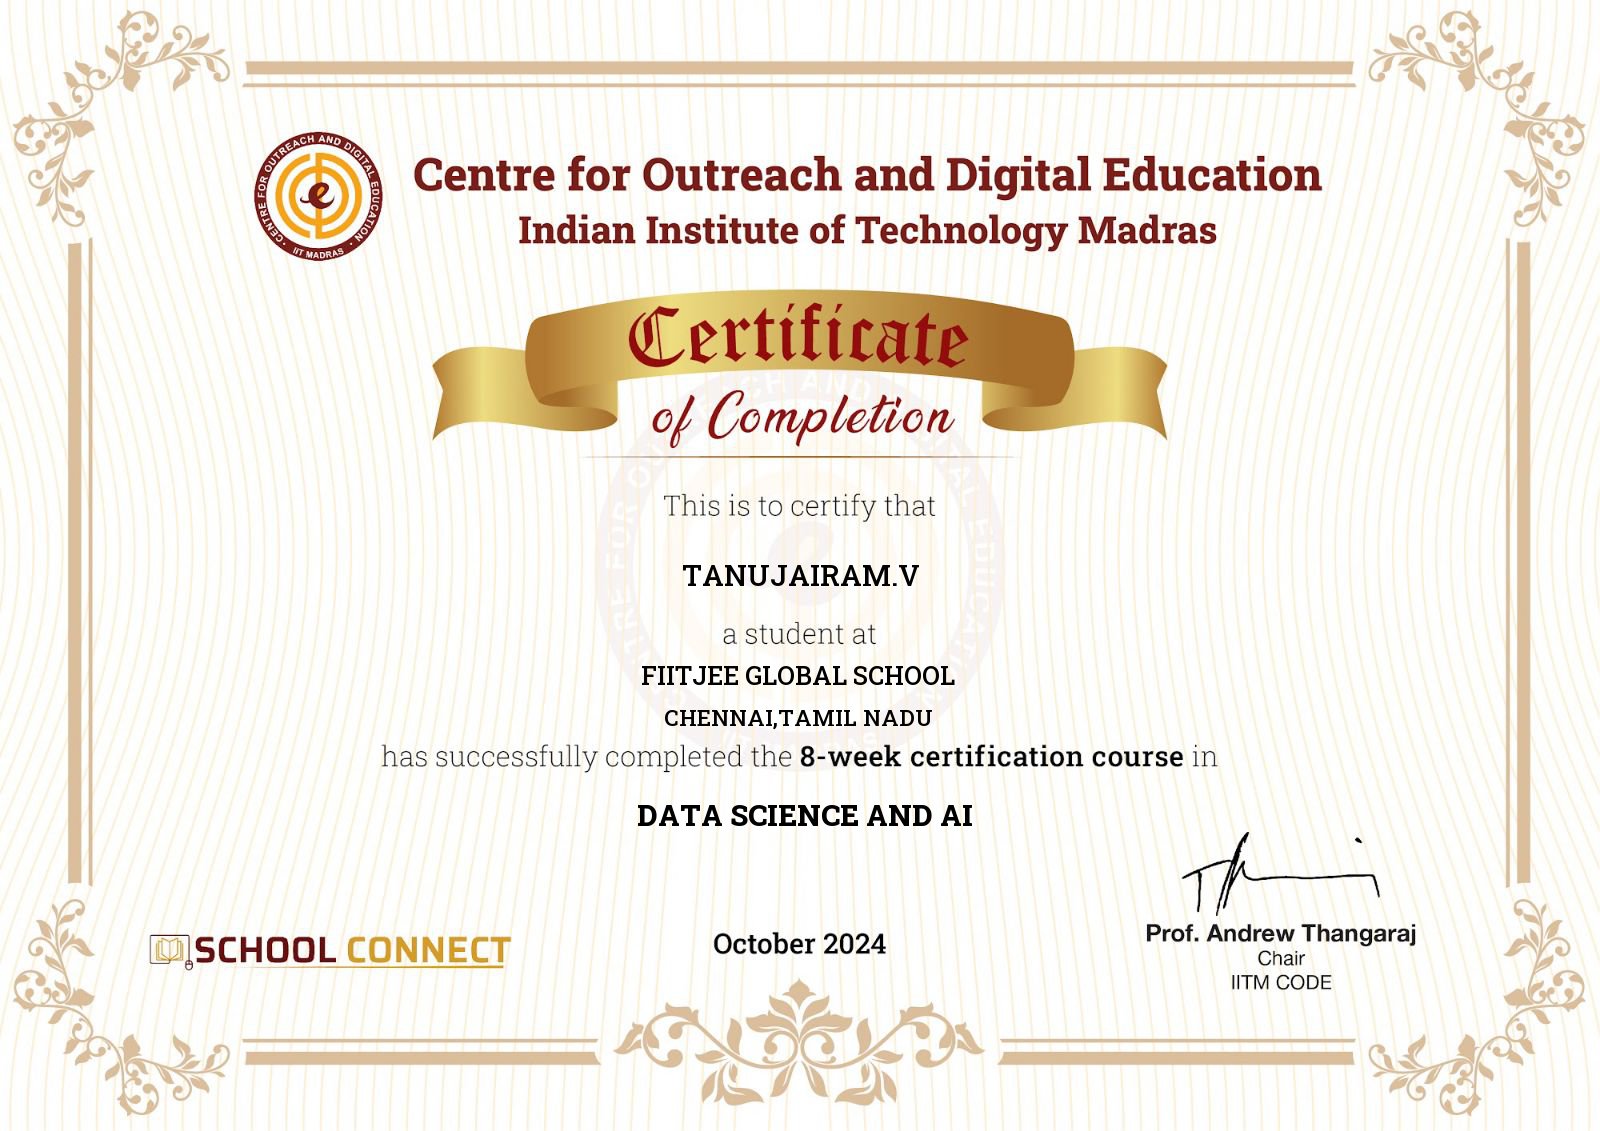 CENTRE FOR OUTREACH AND DIGITAL EDUCATION
IIT MADRAS
Centre for Outreach and Digital Education
Indian Institute of Technology Madras
Certificate
of Completion
This is to certify that
TANUJAIRAM.V
a student at
FIITJEE GLOBAL SCHOOL
CHENNAI,TAMIL NADU
has successfully completed the 8-week certification course in
DATA SCIENCE AND AI
SCHOOL CONNECT
October 2024
Prof. Andrew Thangaraj
Chair
IITM CODE